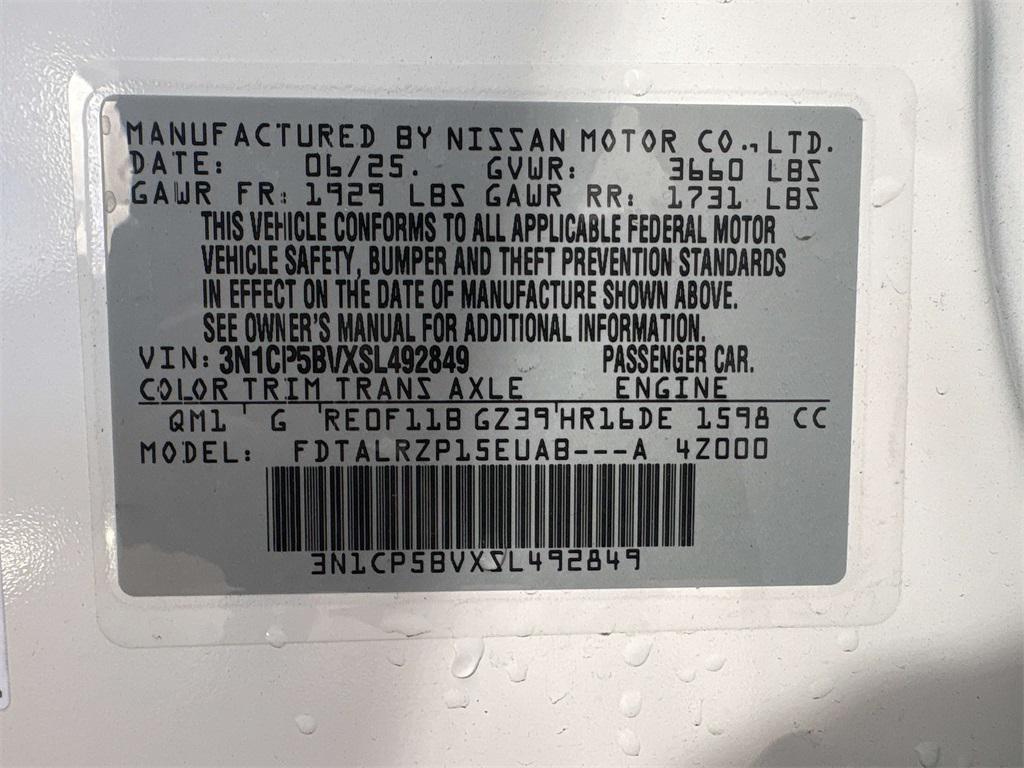 MANUFACTURED BY NISSAN MOTOR CO., LTD.
DATE: 06/25. GVWR: 3660 LBS
GAWR FR: 1929 LBS GAWR RR: 1731 LBS
THIS VEHICLE CONFORMS TO ALL APPLICABLE FEDERAL MOTOR
VEHICLE SAFETY, BUMPER AND THEFT PREVENTION STANDARDS
IN EFFECT ON THE DATE OF MANUFACTURE SHOWN ABOVE.
SEE OWNER'S MANUAL FOR ADDITIONAL INFORMATION.
VIN: 3N1CP5BVXSL492849 PASSENGER CAR.
COLOR TRIM TRANS AXLE ENGINE
QM1 G RE0F11B GZ39 HR16DE 1598 CC
MODEL: FDTALRZP15EUAB---A 4Z000
3N1CP5BVXSL492849